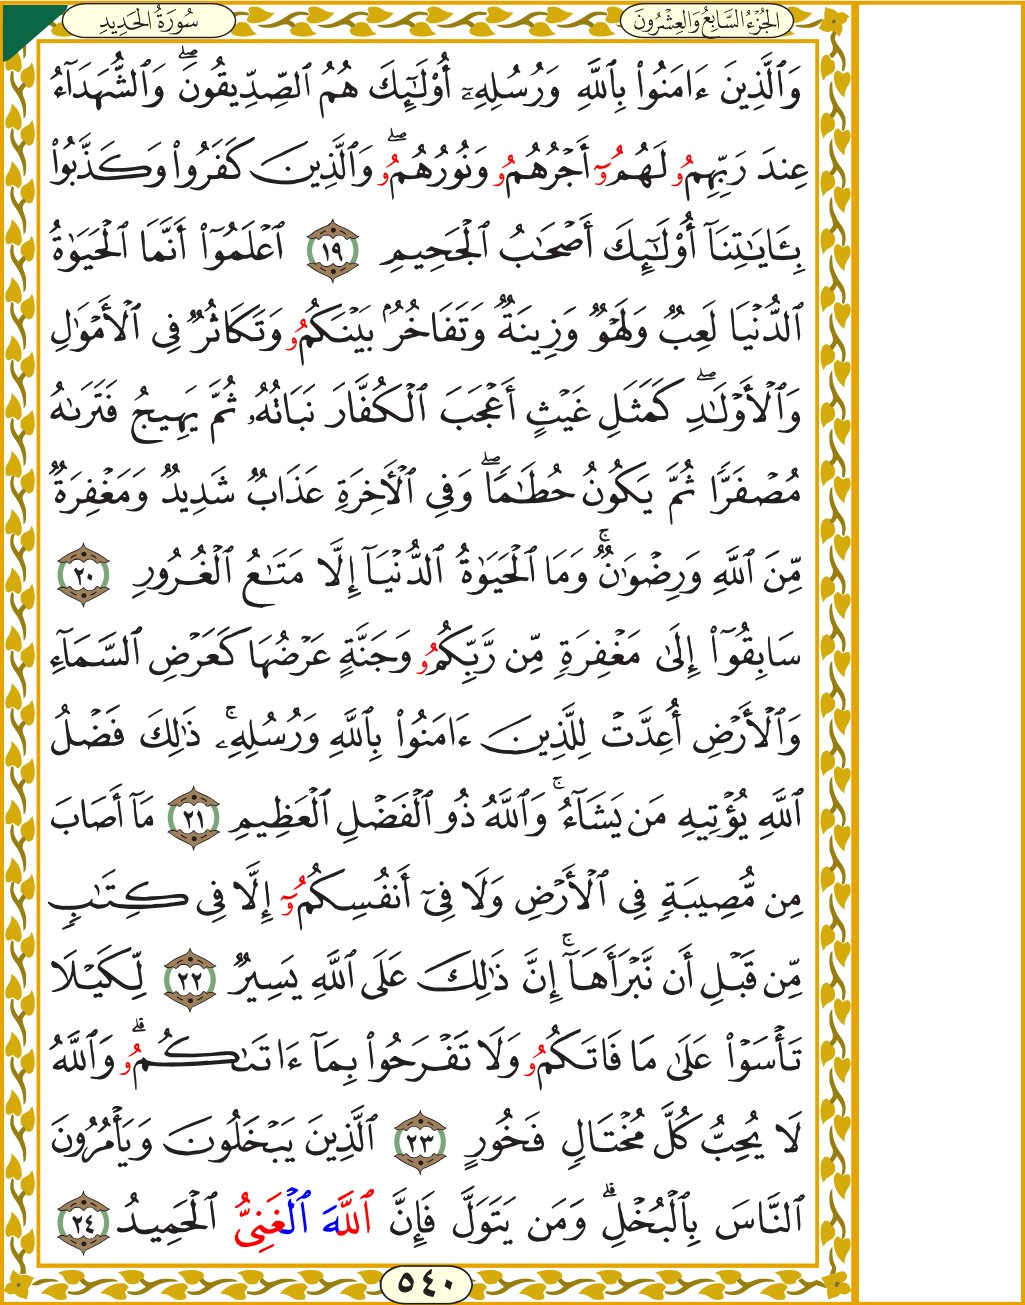 الجُزْءُ السَّابِعُ وَالعِشْرُونَ
سُورَةُ الحَدِيدِ
وَٱلَّذِينَ ءَامَنُوا۟ بِٱللَّهِ وَرُسُلِهِۦٓ أُو۟لَـٰٓئِكَ هُمُ ٱلصِّدِّيقُونَۖ وَٱلشُّهَدَآءُ
عِندَ رَبِّهِمُۥ لَهُمُۥٓ أَجۡرُهُمُۥ وَنُورُهُمُۥۖ وَٱلَّذِينَ كَفَرُوا۟ وَكَذَّبُوا۟
بِـَٔايَـٰتِنَآ أُو۟لَـٰٓئِكَ أَصۡحَـٰبُ ٱلۡجَحِيمِ ١٩ ٱعۡلَمُوٓا۟ أَنَّمَا ٱلۡحَيَوٰةُ
ٱلدُّنۡيَا لَعِبٌ وَلَهۡوٌ وَزِينَةٌ وَتَفَاخُرُۢ بَيۡنَكُمُۥ وَتَكَاثُرٌ فِى ٱلۡأَمۡوَٰلِ
وَٱلۡأَوۡلَـٰدِۖ كَمَثَلِ غَيۡثٍ أَعۡجَبَ ٱلۡكُفَّارَ نَبَاتُهُۥ ثُمَّ يَهِيجُ فَتَرَىٰهُ
مُصۡفَرًّا ثُمَّ يَكُونُ حُطَـٰمًاۖ وَفِى ٱلۡأَخِرَةِ عَذَابٌ شَدِيدٌ وَمَغۡفِرَةٌ
مِّنَ ٱللَّهِ وَرِضۡوَٰنٌۚ وَمَا ٱلۡحَيَوٰةُ ٱلدُّنۡيَآ إِلَّا مَتَـٰعُ ٱلۡغُرُورِ ٢٠
سَابِقُوٓا۟ إِلَىٰ مَغۡفِرَةٍ مِّن رَّبِّكُمُۥ وَجَنَّةٍ عَرۡضُهَا كَعَرۡضِ ٱلسَّمَآءِ
وَٱلۡأَرۡضِ أُعِدَّتۡ لِلَّذِينَ ءَامَنُوا۟ بِٱللَّهِ وَرُسُلِهِۦۚ ذَٰلِكَ فَضۡلُ
ٱللَّهِ يُؤۡتِيهِ مَن يَشَآءُۚ وَٱللَّهُ ذُو ٱلۡفَضۡلِ ٱلۡعَظِيمِ ٢١ مَآ أَصَابَ
مِن مُّصِيبَةٍ فِى ٱلۡأَرۡضِ وَلَا فِىٓ أَنفُسِكُمُۥٓ إِلَّا فِى كِتَـٰبٍ
مِّن قَبۡلِ أَن نَّبۡرَأَهَآۚ إِنَّ ذَٰلِكَ عَلَى ٱللَّهِ يَسِيرٌ ٢٢ لِّكَيۡلَا
تَأۡسَوۡا۟ عَلَىٰ مَا فَاتَكُمُۥ وَلَا تَفۡرَحُوا۟ بِمَآ ءَاتَىٰكُمُۥۗ وَٱللَّهُ
لَا يُحِبُّ كُلَّ مُخۡتَالٍ فَخُورٍ ٢٣ ٱلَّذِينَ يَبۡخَلُونَ وَيَأۡمُرُونَ
ٱلنَّاسَ بِٱلۡبُخۡلِۗ وَمَن يَتَوَلَّ فَإِنَّ ٱللَّهَ ٱلۡغَنِىُّ ٱلۡحَمِيدُ ٢٤
٥٤٠